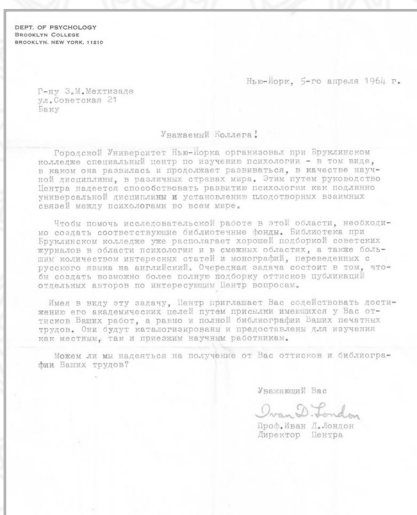 DEPT. OF PSYCHOLOGY
BROOKLYN COLLEGE
BROOKLYN, NEW YORK. 11210
Нью-Йорк, 5-го апреля 1964 г.
Г-ну З.М.Мехтизаде
ул.Советская 21
Баку
Уважаемый Коллега!
Городской Университет Нью-Йорка организовал при Бруклинском
колледже специальный центр по изучению психологии - в том виде,
в каком она развалась и продолжает развиваться, в качестве науч-
ной дисциплины, в различных странах мира. Этим путем руководство
Центра надеется способствовать развитию психологии как подлинно
универсальной дисциплины и установлению плодотворных взаимных
связей между психологами во всем мире.
Чтобы помочь исследовательской работе в этой области, необходи-
мо создать соответствующие библиотечные фонды. Библиотека при
Бруклинском колледже уже располагает хорошей подборкой советских
журналов в области психологии и в смежных областях, а также боль-
шим количеством интересных статей и монографий, переведенных с
русского языка на английский. Очередная задача состоит в том, что-
бы создать возможно более полную подборку оттисков публикаций
отдельных авторов по интересующим Центр вопросам.
Имея в виду эту задачу, Центр приглашает Вас содействовать дости-
жению его академических целей путем присылки имеющихся у Вас от-
тисков Ваших работ, а равно и полной библиографии Ваших печатных
трудов. Они будут каталогизированы и предоставлены для изучения
как местным, так и приезжим научным работникам.
Можем ли мы надеяться на получение от Вас оттисков и библиогра-
фии Ваших трудов?
Уважающий Вас
Ivan D. London
Проф.Иван Д.Лондон
Директор Центра